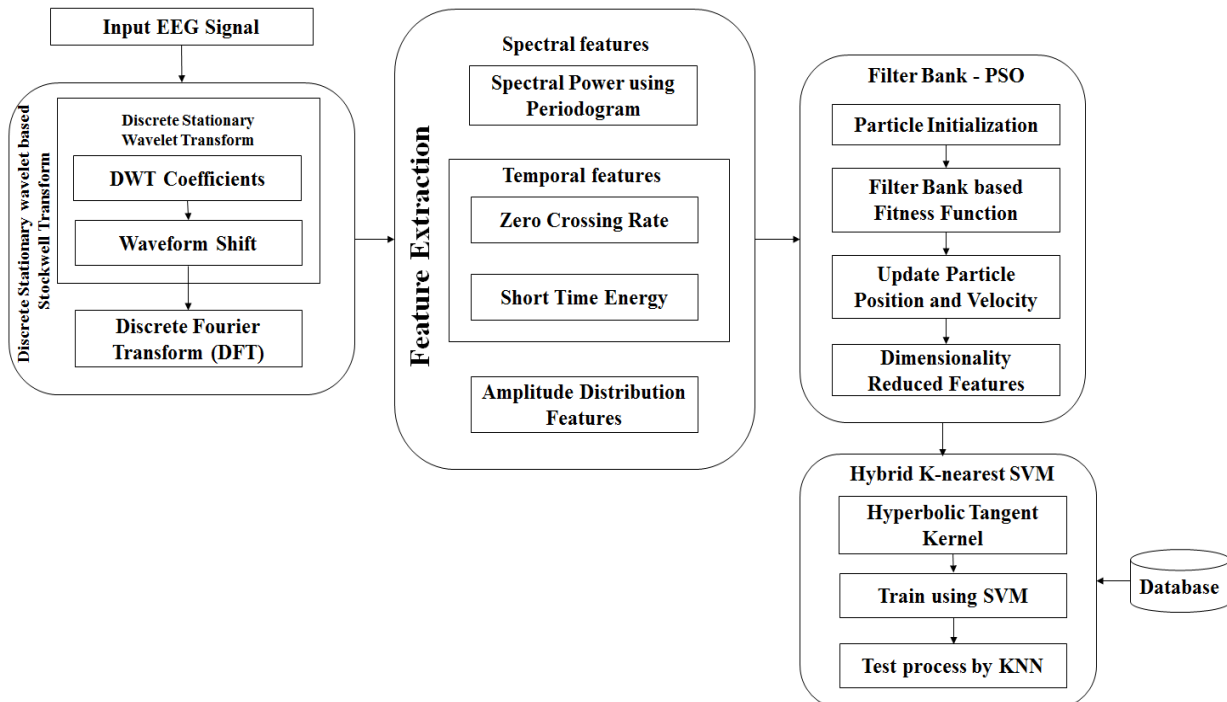 Input EEG Signal
Discrete Stationary wavelet based
Stockwell Transform
Discrete Stationary
Wavelet Transform
DWT Coefficients
Waveform Shift
Discrete Fourier
Transform (DFT)
Feature Extraction
Spectral features
Spectral Power using
Periodogram
Temporal features
Zero Crossing Rate
Short Time Energy
Amplitude Distribution
Features
Filter Bank - PSO
Particle Initialization
Filter Bank based
Fitness Function
Update Particle
Position and Velocity
Dimensionality
Reduced Features
Hybrid K-nearest SVM
Hyperbolic Tangent
Kernel
Train using SVM
Test process by KNN
Database